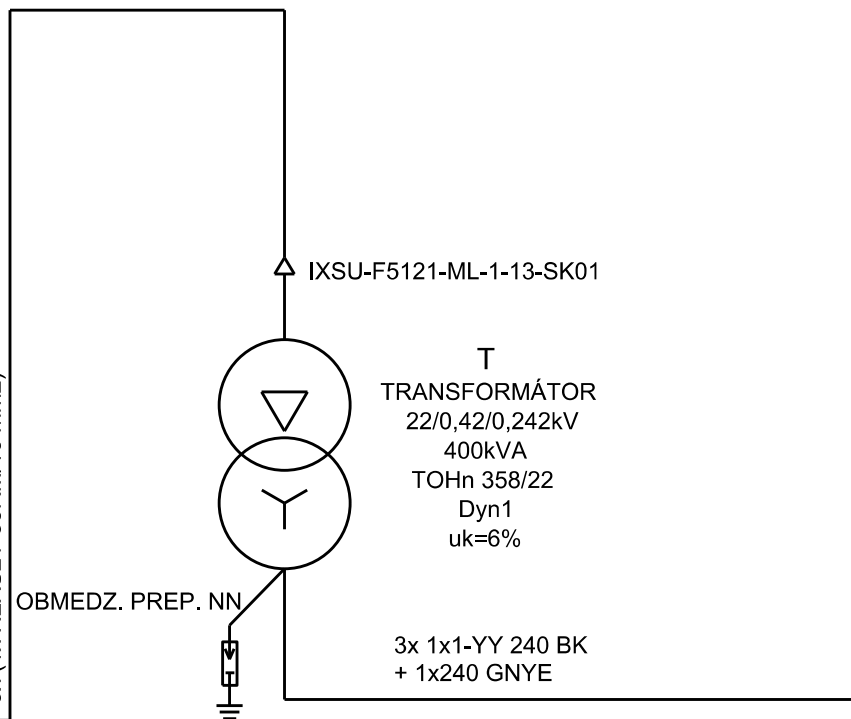 IXSU-F5121-ML-1-13-SK01
T
TRANSFORMÁTOR
22/0,42/0,242kV
400kVA
TOHn 358/22
Dyn1
uk=6%
OBMEDZ. PREP. NN
3x 1x1-YY 240 BK
+ 1x240 GNYE